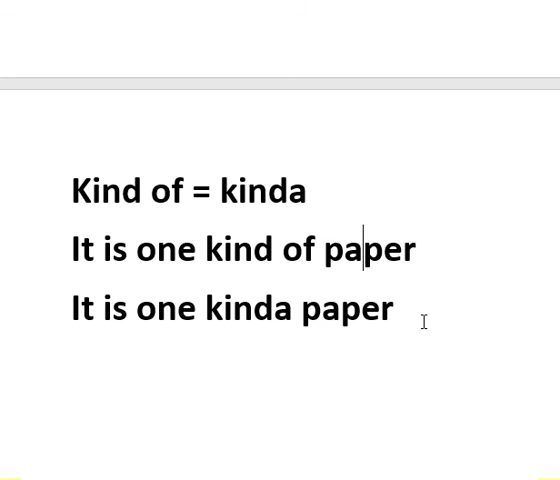 Kind of = kinda
It is one kind of paper
It is one kinda paper